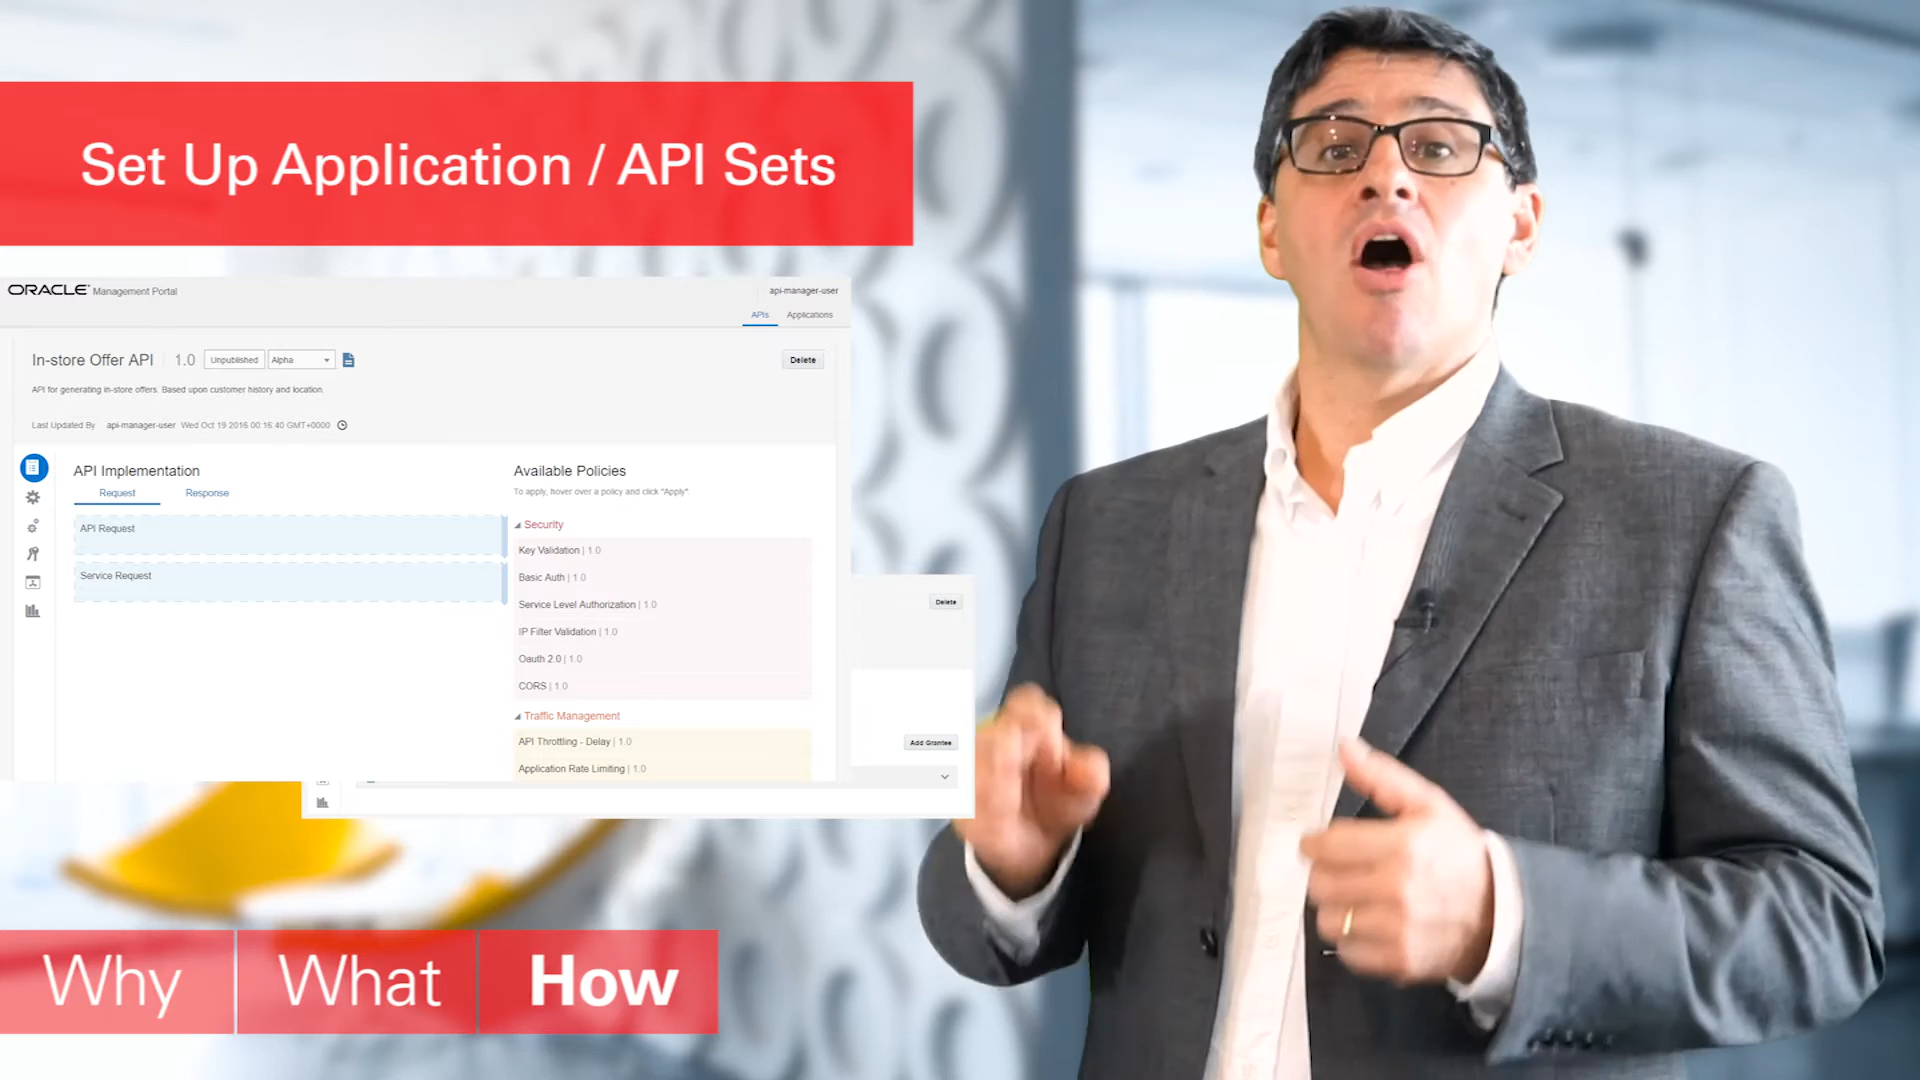 Set Up Application / API Sets
ORACLE Management Portal
api-manager-user
APIs Applications
In-store Offer API 1.0 Unpublished Alpha
Delete
API for generating in-store offers. Based upon customer history and location.
Last Updated By api-manager-user Wed Oct 19 2016 00:16:40 GMT+0000
API Implementation
Request Response
API Request
Service Request
Available Policies
To apply, hover over a policy and click "Apply".
Security
Key Validation | 1.0
Basic Auth | 1.0
Service Level Authorization | 1.0
IP Filter Validation | 1.0
Oauth 2.0 | 1.0
CORS | 1.0
Traffic Management
API Throttling - Delay | 1.0
Application Rate Limiting | 1.0
Delete
Add Grantee
Why What How